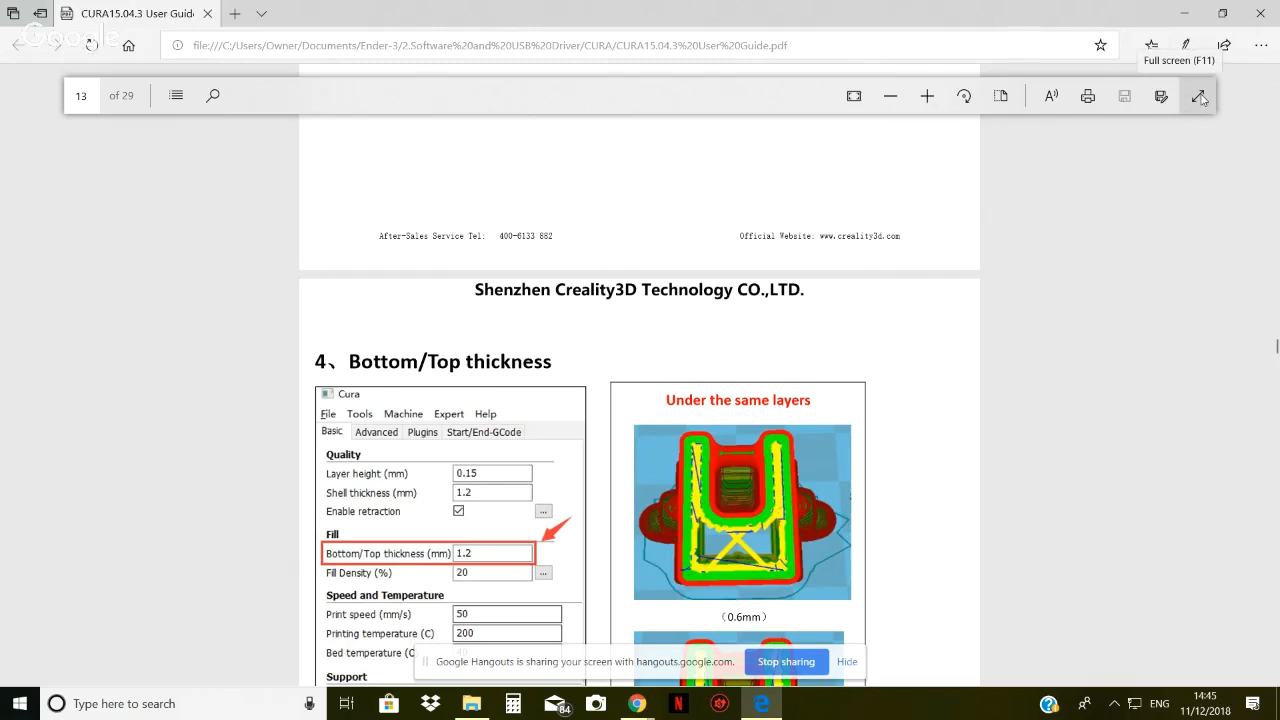 CURA15.04.3 User Gui
file:///C:/Users/Owner/Documents/Ender-3/2.Software%20and%20USB%20Driver/CURA/CURA15.04.3%20User%20Guide.pdf
Full screen (F11)
13 of 29
After-Sales Service Tel: 400-6133 882
Official Website: www.creality3d.com
Shenzhen Creality3D Technology CO.,LTD.
4、Bottom/Top thickness
Cura
File Tools Machine Expert Help
Basic Advanced Plugins Start/End-GCode
Quality
Layer height (mm) 0.15
Shell thickness (mm) 1.2
Enable retraction ...
Fill
Bottom/Top thickness (mm) 1.2
Fill Density (%) 20 ...
Speed and Temperature
Print speed (mm/s) 50
Printing temperature (C) 200
Bed temperature (C 40
Support
Under the same layers
（0.6mm）
Google Hangouts is sharing your screen with hangouts.google.com. Stop sharing Hide
Type here to search
84
ENG
14:45
11/12/2018